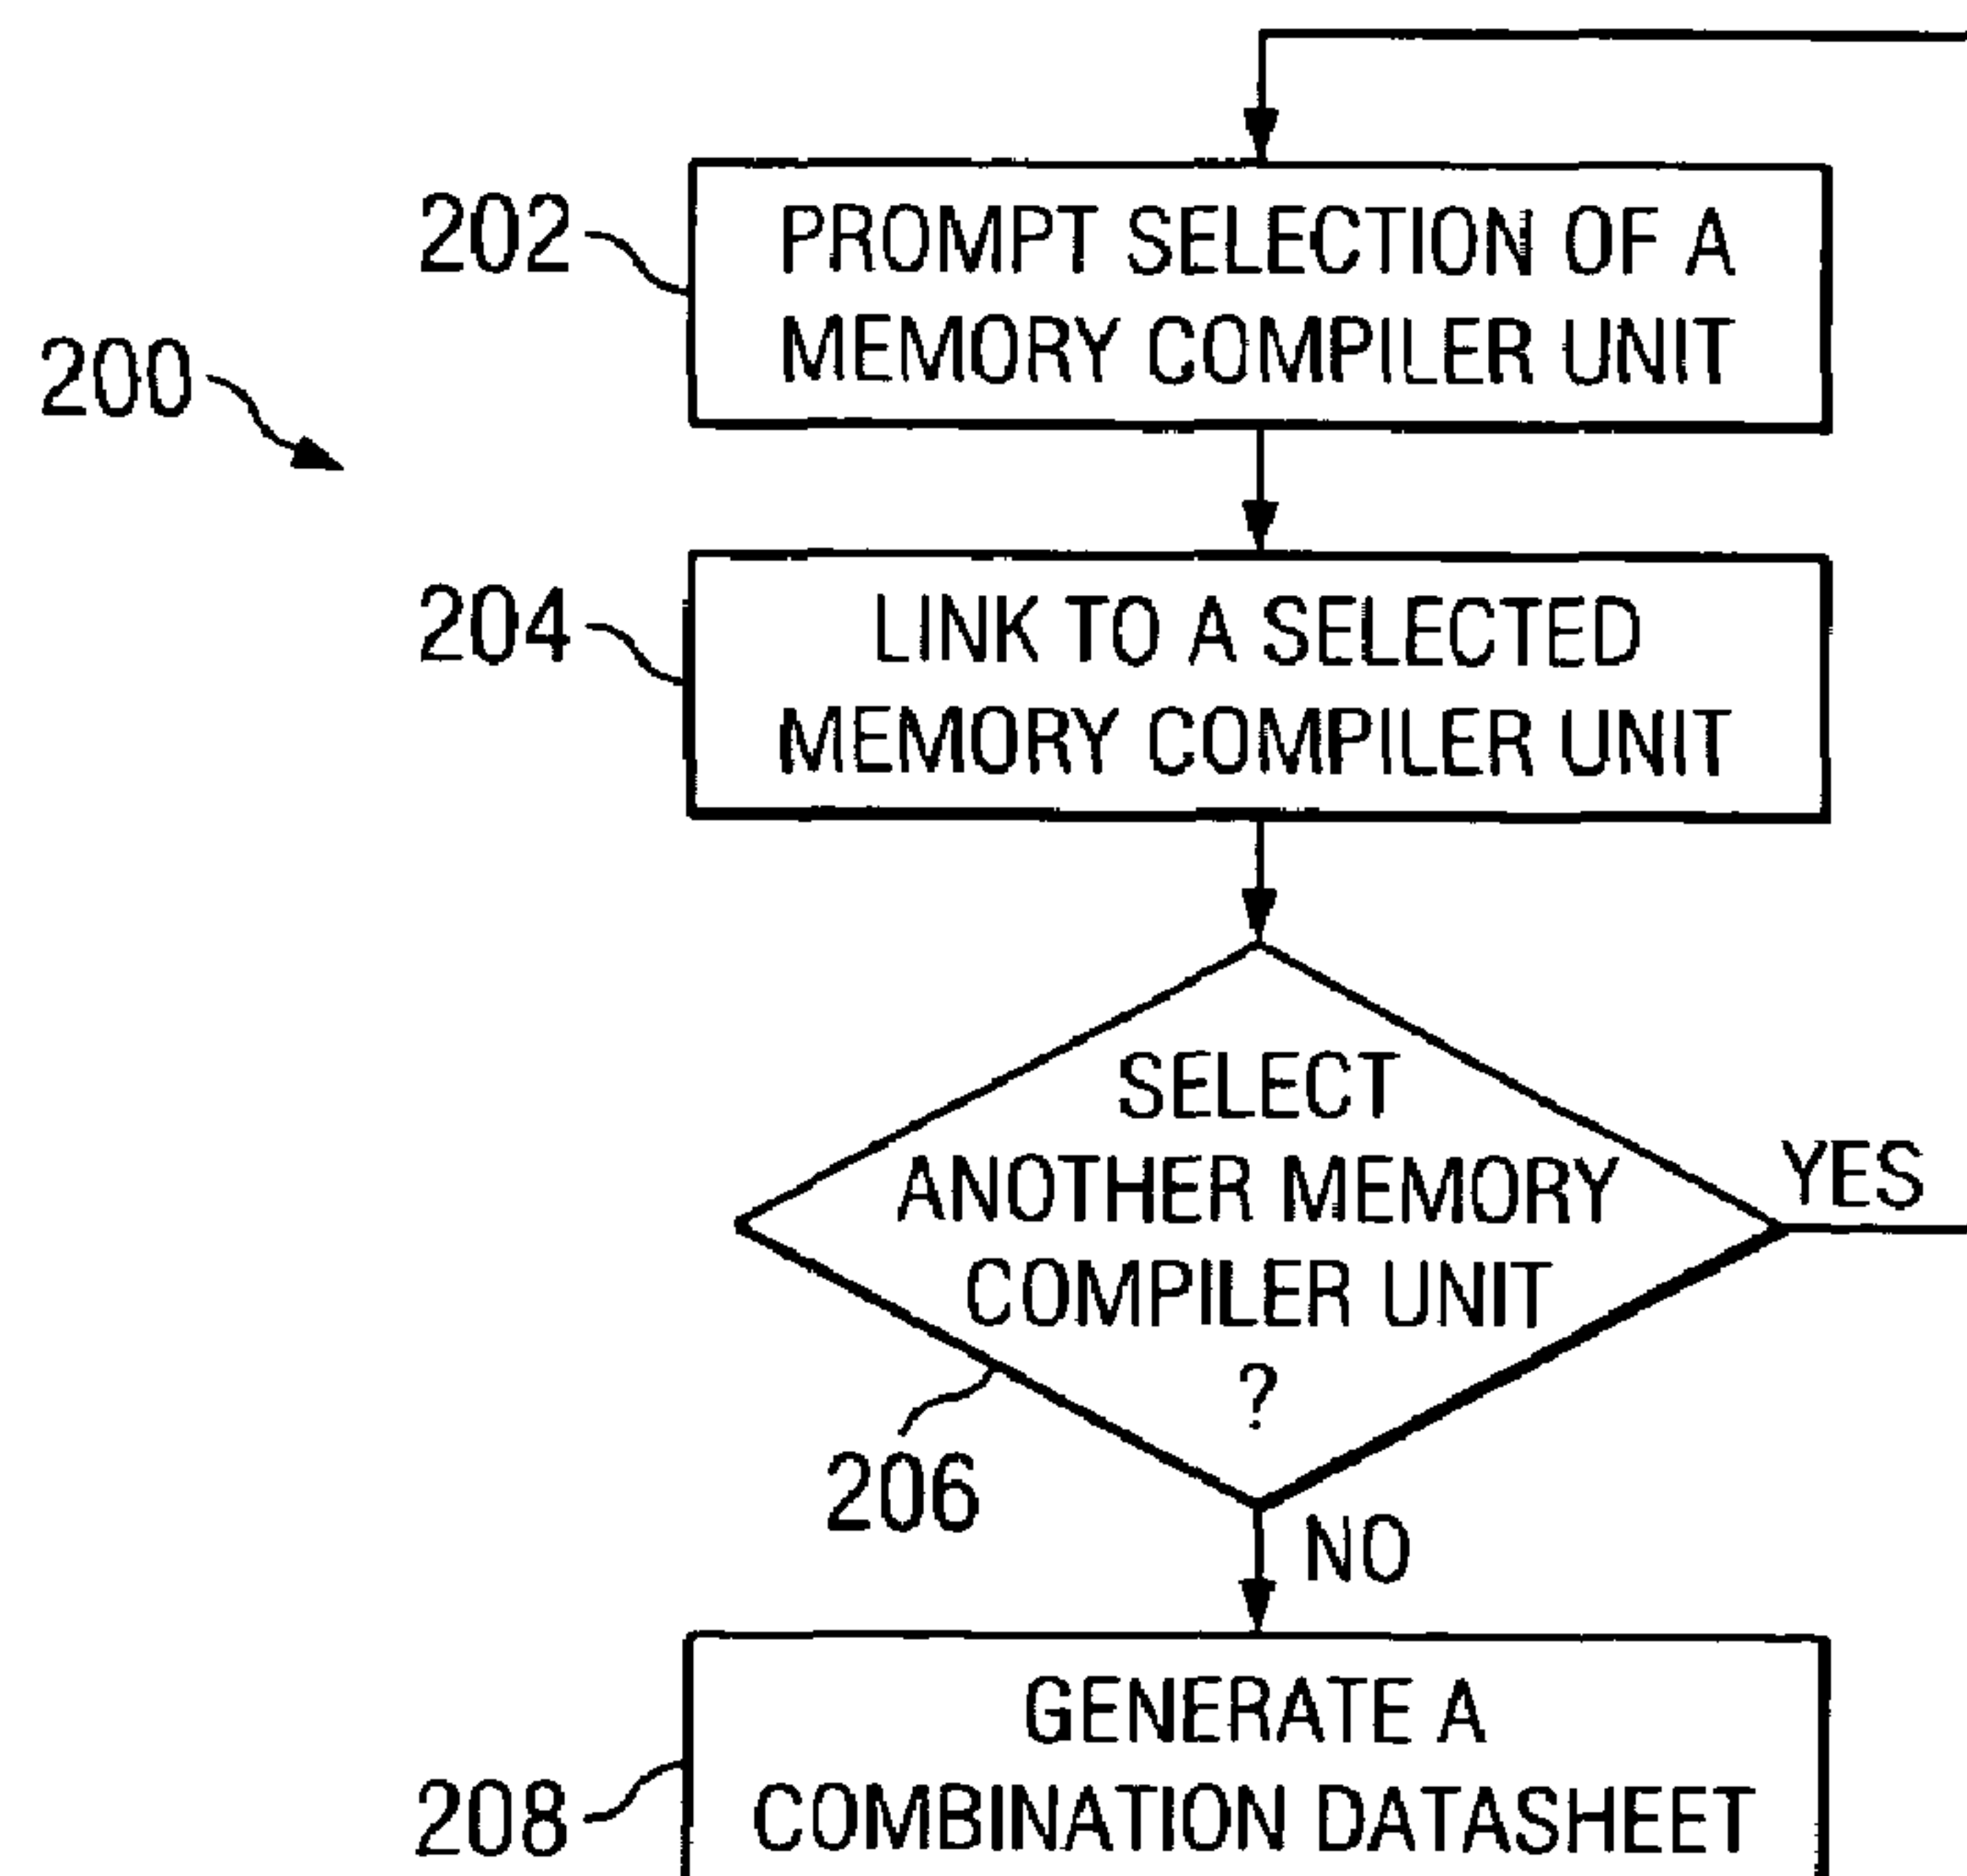 202
PROMPT SELECTION OF A
MEMORY COMPILER UNIT
200
204
LINK TO A SELECTED
MEMORY COMPILER UNIT
SELECT
ANOTHER MEMORY
COMPILER UNIT
?
YES
206
NO
208
GENERATE A
COMBINATION DATASHEET